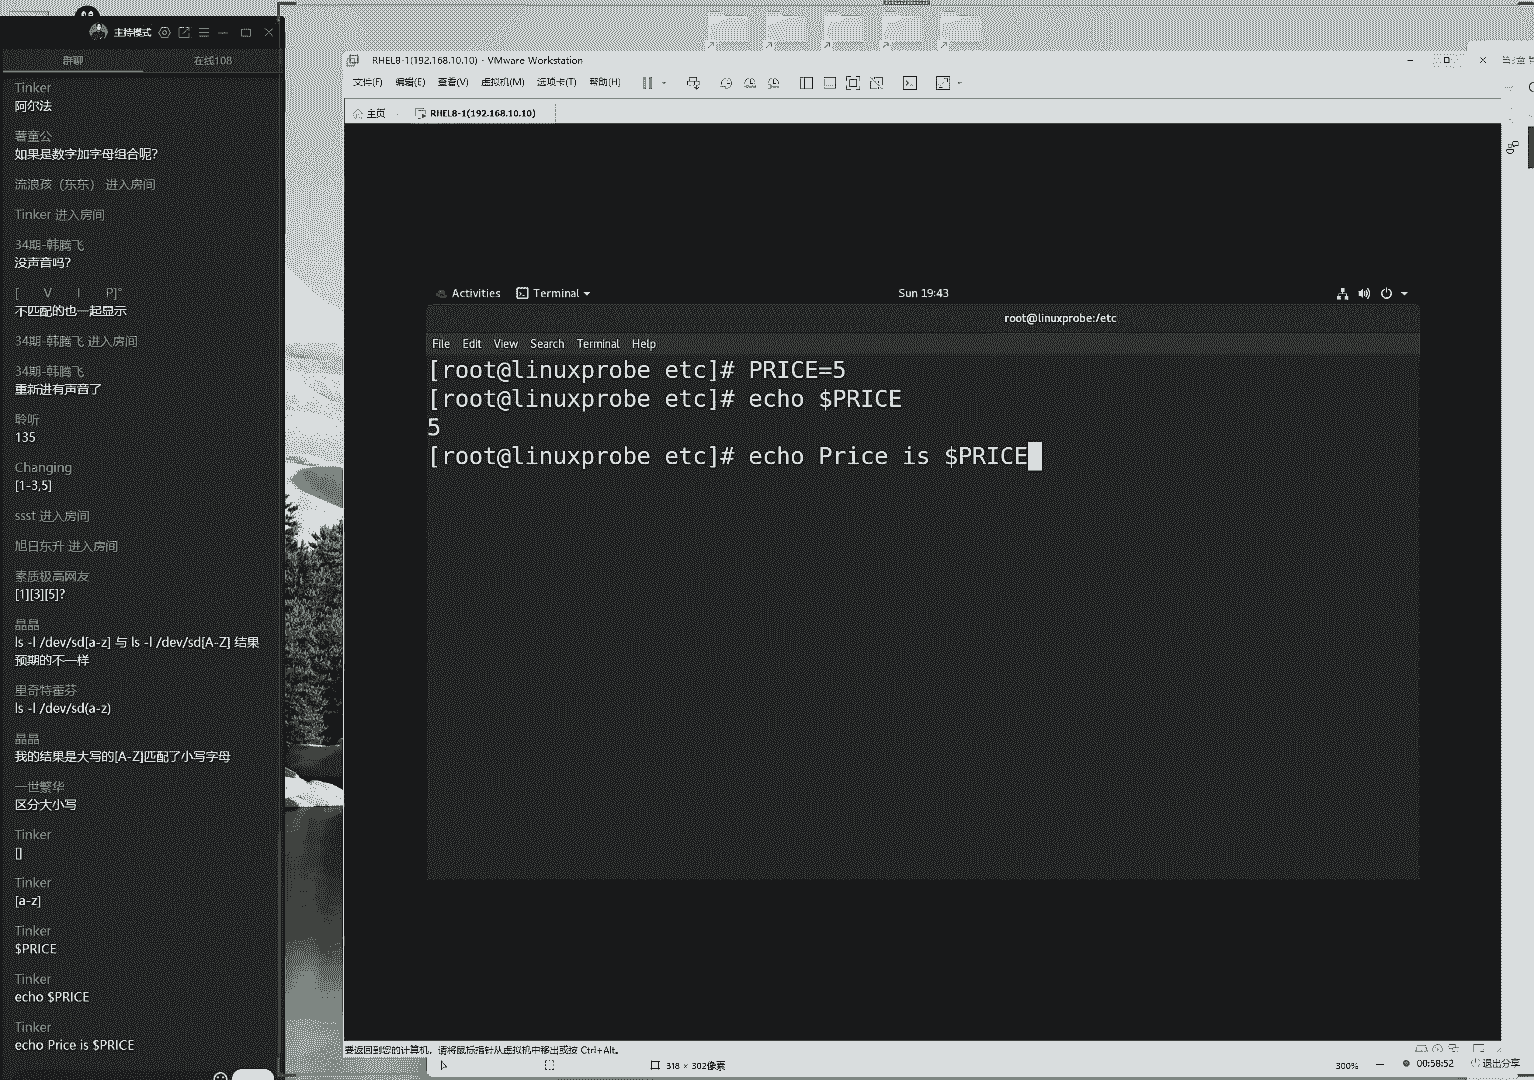 主持模式
群聊
在线108
Tinker
阿尔法
薯童公
如果是数字加字母组合呢？
流浪孩（东东） 进入房间
Tinker 进入房间
34期-韩腾飞
没声音吗？
[ V I P]°
不匹配的也一起显示
34期-韩腾飞 进入房间
34期-韩腾飞
重新进有声音了
聆听
135
Changing
[1-3,5]
ssst 进入房间
旭日东升 进入房间
素质极高网友
[1][3][5]?
晶晶
ls -l /dev/sd[a-z] 与 ls -l /dev/sd[A-Z] 结果
预期的不一样
里奇特霍芬
ls -l /dev/sd(a-z)
晶晶
我的结果是大写的[A-Z]匹配了小写字母
一世繁华
区分大小写
Tinker
[]
Tinker
[a-z]
Tinker
$PRICE
Tinker
echo $PRICE
Tinker
echo Price is $PRICE
RHEL8-1(192.168.10.10) - VMware Workstation
文件(F) 编辑(E) 查看(V) 虚拟机(M) 选项卡(T) 帮助(H)
主页
RHEL8-1(192.168.10.10)
Activities
Terminal
Sun 19:43
root@linuxprobe:/etc
File Edit View Search Terminal Help
[root@linuxprobe etc]# PRICE=5
[root@linuxprobe etc]# echo $PRICE
5
[root@linuxprobe etc]# echo Price is $PRICE
要返回到您的计算机，请将鼠标指针从虚拟机中移出或按 Ctrl+Alt。
318 × 302像素
300%
00:58:52
退出分享